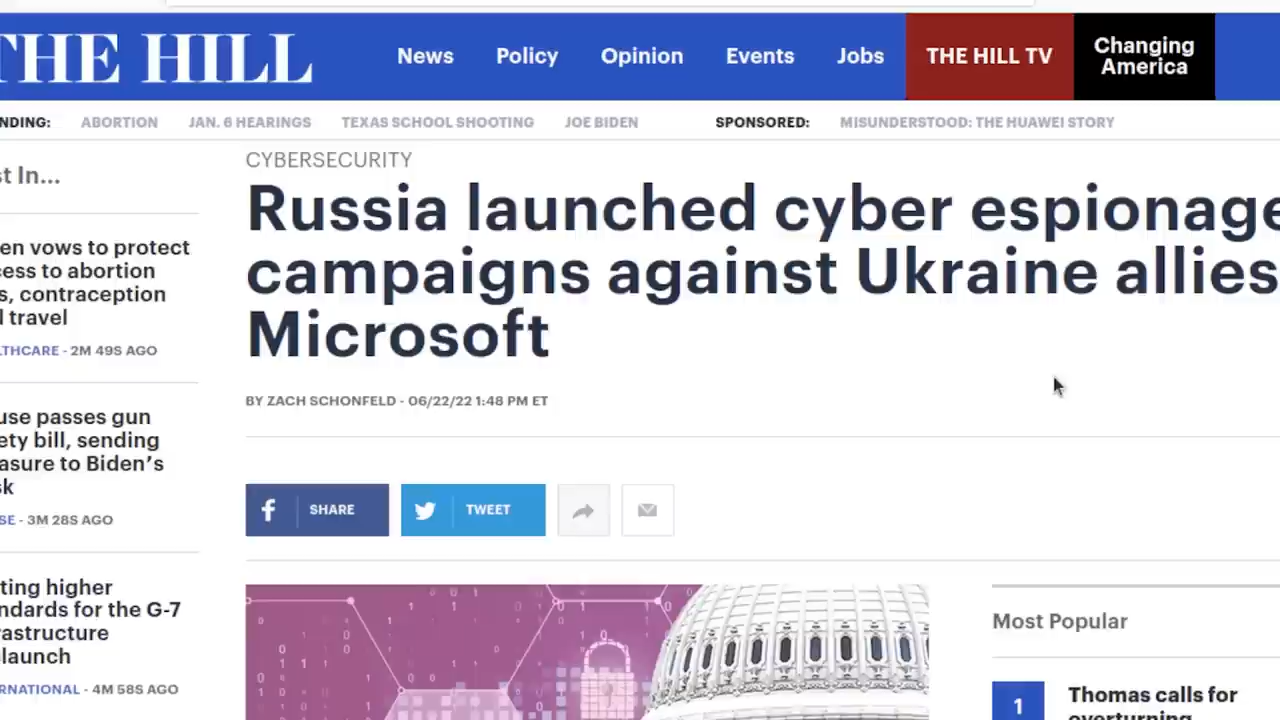 THE HILL
News Policy Opinion Events Jobs THE HILL TV Changing
America
NDING: ABORTION JAN. 6 HEARINGS TEXAS SCHOOL SHOOTING JOE BIDEN SPONSORED: MISUNDERSTOOD: THE HUAWEI STORY
t In...
en vows to protect
ess to abortion
s, contraception
l travel
LTHCARE - 2M 49S AGO
use passes gun
ety bill, sending
asure to Biden's
sk
SE - 3M 28S AGO
ting higher
ndards for the G-7
rastructure
launch
RNATIONAL - 4M 58S AGO
CYBERSECURITY
Russia launched cyber espionage
campaigns against Ukraine allies
Microsoft
BY ZACH SCHONFELD - 06/22/22 1:48 PM ET
SHARE
TWEET
Most Popular
1 Thomas calls for
overturning